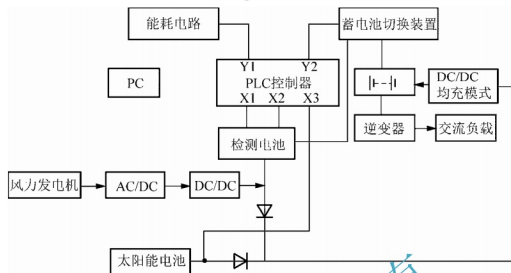 能耗电路
蓄电池切换装置
Y1 Y2
PLC控制器
X1 X2 X3
PC
DC/DC
均充模式
检测电池
逆变器
交流负载
风力发电机
AC/DC
DC/DC
太阳能电池